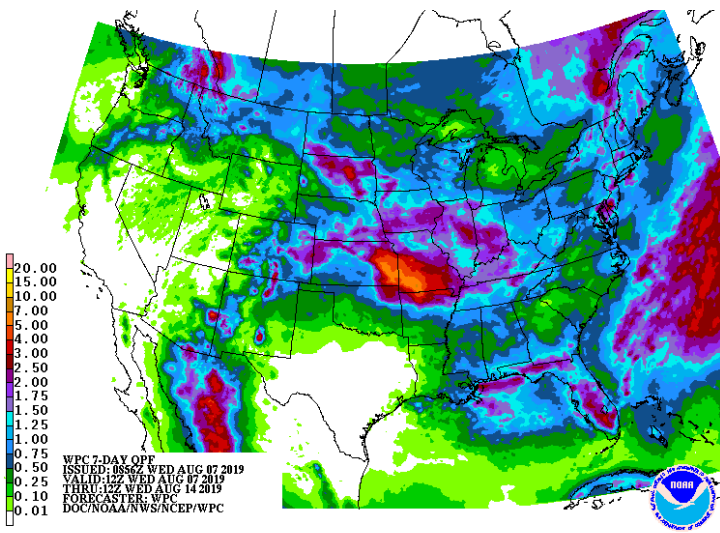 20.00
15.00
10.00
7.00
5.00
4.00
3.00
2.50
2.00
1.75
1.50
1.25
1.00
0.75
0.50
0.25
0.10
0.01
WPC 7-DAY QPF
ISSUED: 0856Z WED AUG 07 2019
VALID:12Z WED AUG 07 2019
THRU:12Z WED AUG 14 2019
FORECASTER: WPC
DOC/NOAA/NWS/NCEP/WPC
NOAA